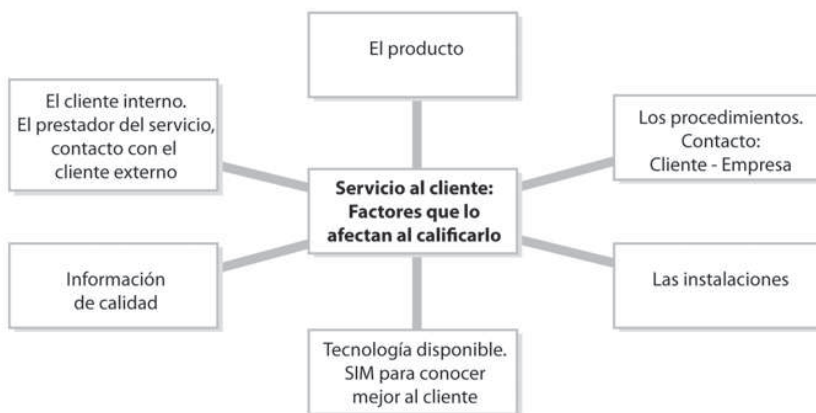 El producto
El cliente interno.
El prestador del servicio,
contacto con el
cliente externo
Los procedimientos.
Contacto:
Cliente - Empresa
Servicio al cliente:
Factores que lo
afectan al calificarlo
Información
de calidad
Las instalaciones
Tecnología disponible.
SIM para conocer
mejor al cliente